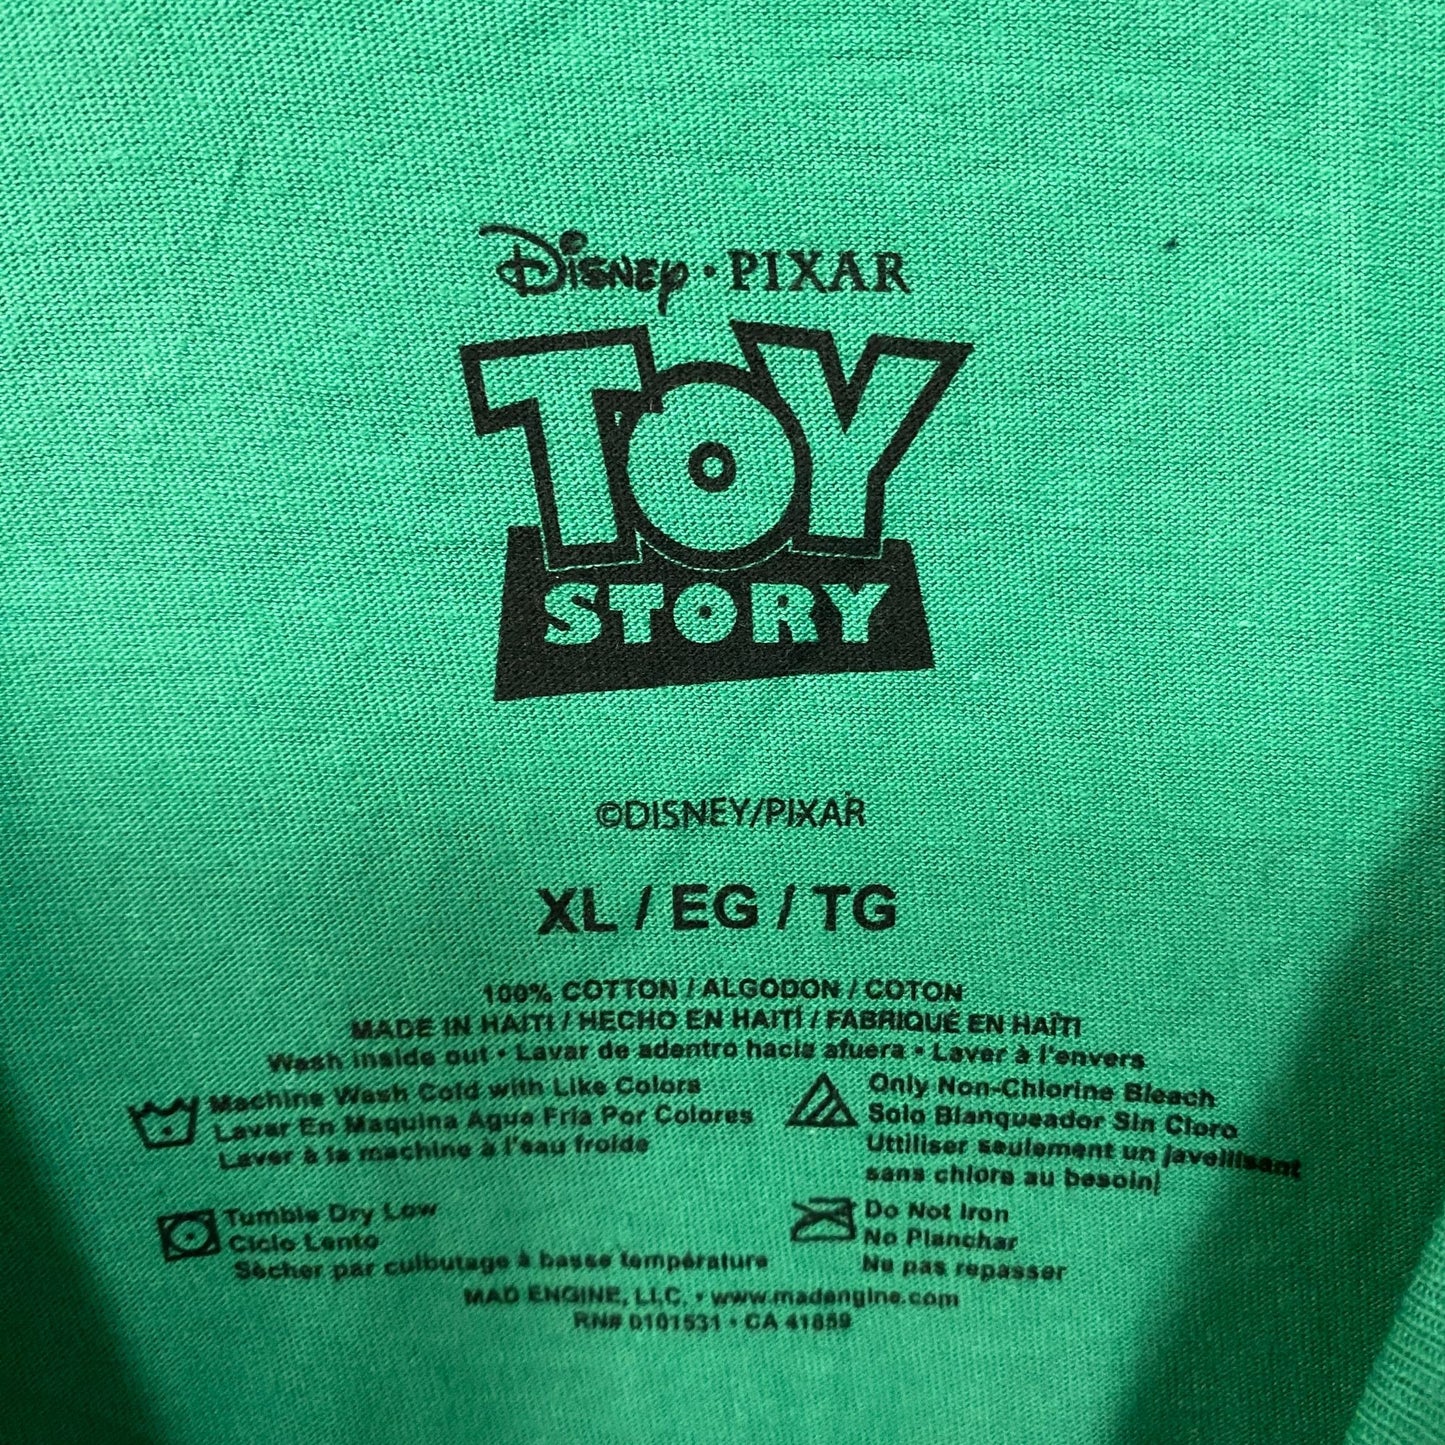 Disney · PIXAR
TOY
STORY
©DISNEY/PIXAR
XL / EG / TG
100% COTTON / ALGODON / COTON
MADE IN HAITI / HECHO EN HAITÍ / FABRIQUÉ EN HAÏTI
Wash inside out • Lavar de adentro hacia afuera • Laver à l'envers
Machine Wash Cold with Like Colors
Lavar En Maquina Agua Fria Por Colores
Laver à la machine à l'eau froide
Only Non-Chlorine Bleach
Solo Blanqueador Sin Cloro
Uttiliser seulement un javellisant
sans chlore au besoin
Tumble Dry Low
Ciclo Lento
Sécher par culbutage à basse température
Do Not Iron
No Planchar
Ne pas repasser
MAD ENGINE, LLC. • www.madengine.com
RN# 0101531 • CA 41859